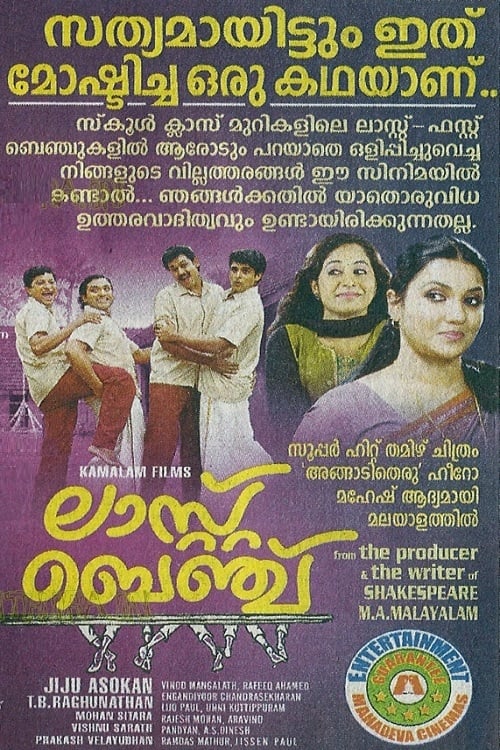 സത്യമായിട്ടും ഇത്
മോഷ്ടിച്ച ഒരു കഥയാണ്..
സ്കൂൾ ക്ലാസ് മുറികളിലെ ലാസ്റ്റ് – ഫസ്റ്റ്
ബെഞ്ചുകളിൽ ആരോടും പറയാതെ ഒളിപ്പിച്ചുവെച്ച
നിങ്ങളുടെ വില്ലത്തരങ്ങൾ ഈ സിനിമയിൽ
കണ്ടാൽ... ഞങ്ങൾക്കതിൽ യാതൊരുവിധ
ഉത്തരവാദിത്വവും ഉണ്ടായിരിക്കുന്നതല്ല.
KAMALAM FILMS
ലാസ്റ്റ്
ബെഞ്ച്
സൂപ്പർ ഹിറ്റ് തമിഴ് ചിത്രം
'അങ്ങാടിതെരു' ഹീറോ
മഹേഷ് ആദ്യമായി
മലയാളത്തിൽ
from the producer
& the writer of
SHAKESPEARE
M.A.MALAYALAM
JIJU ASOKAN
T.B.RAGHUNATHAN
MOHAN SITARA
VISHNU SARATH
PRAKASH VELAYUDHAN
VINOD MANGALATH, RAFEEQ AHAMED
ENGANDIYOOR CHANDRASEKHARAN
LIJU PAUL, UNNI KUTTIPPURAM
RAJESH MOHAN, ARAVIND
PANDYAN, A.S.DINESH
RAMDAS MATHUR, JISSEN PAUL
ENTERTAINMENT
GUARANTEE
MAHADEVA CINEMAS